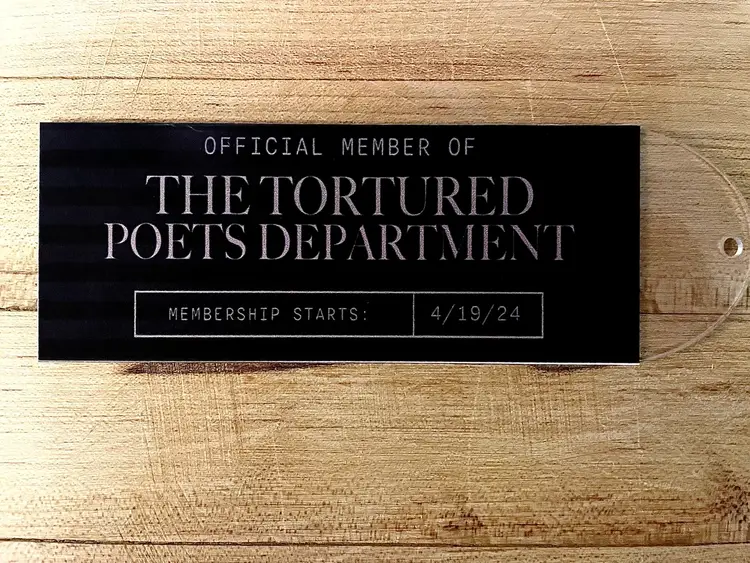 OFFICIAL MEMBER OF
THE TORTURED
POETS DEPARTMENT
MEMBERSHIP STARTS: 4/19/24